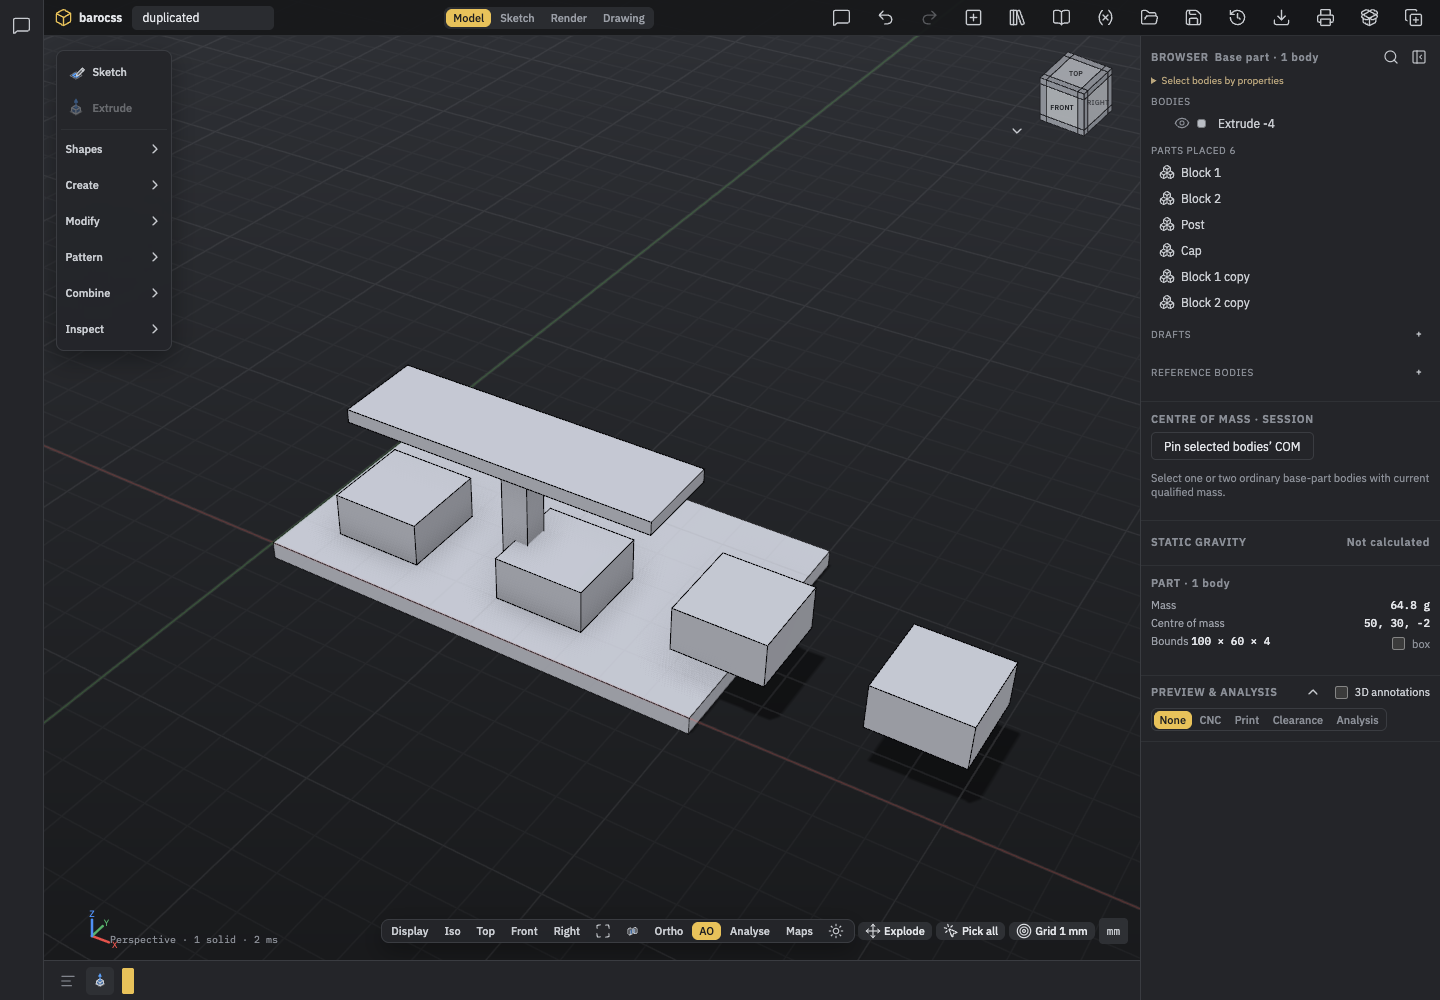 barocss
duplicated
Model Sketch Render Drawing
Sketch
Extrude
Shapes
Create
Modify
Pattern
Combine
Inspect
TOP
FRONT
RIGHT
BROWSER Base part · 1 body
Select bodies by properties
BODIES
Extrude -4
PARTS PLACED 6
Block 1
Block 2
Post
Cap
Block 1 copy
Block 2 copy
DRAFTS +
REFERENCE BODIES +
CENTRE OF MASS · SESSION
Pin selected bodies’ COM
Select one or two ordinary base-part bodies with current
qualified mass.
STATIC GRAVITY Not calculated
PART · 1 body
Mass 64.8 g
Centre of mass 50, 30, -2
Bounds 100 × 60 × 4 box
PREVIEW & ANALYSIS 3D annotations
None CNC Print Clearance Analysis
Z
Y
X
Perspective · 1 solid · 2 ms
Display Iso Top Front Right Ortho AO Analyse Maps Explode Pick all Grid 1 mm mm